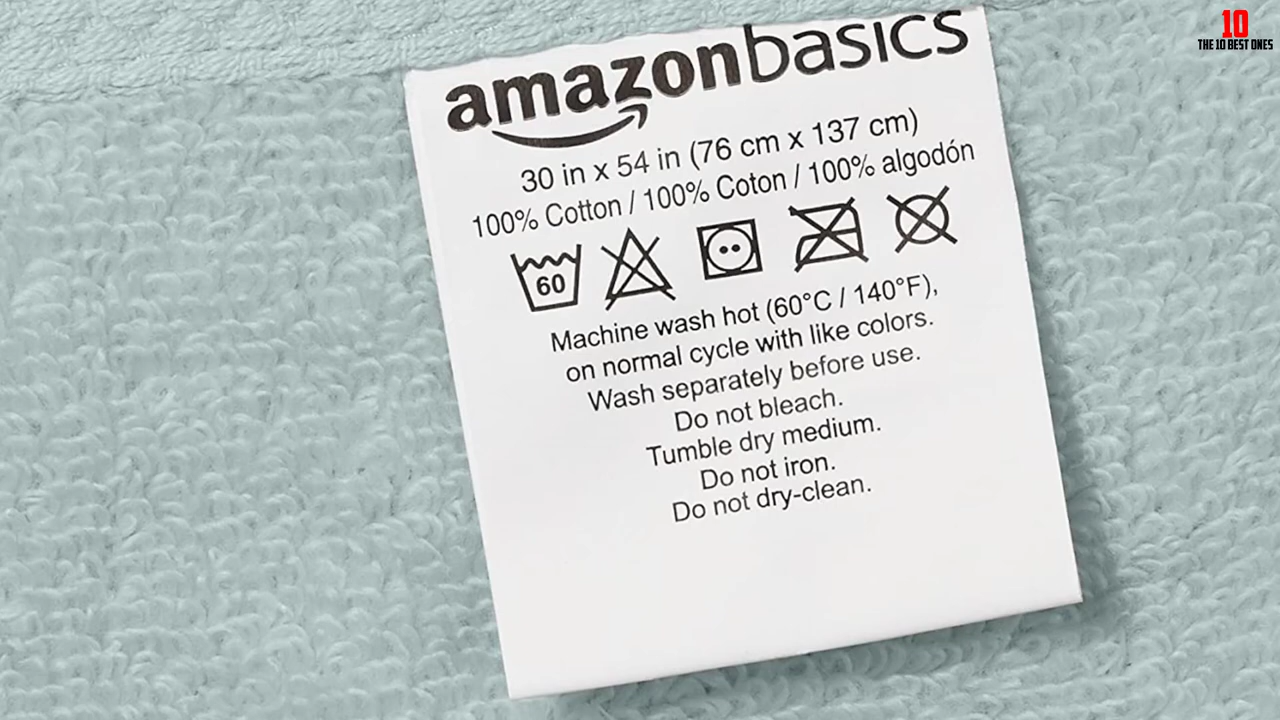 10
THE 10 BEST ONES
amazonbasics
30 in x 54 in (76 cm x 137 cm)
100% Cotton / 100% Coton / 100% algodón
60
Machine wash hot (60°C / 140°F),
on normal cycle with like colors.
Wash separately before use.
Do not bleach.
Tumble dry medium.
Do not iron.
Do not dry-clean.